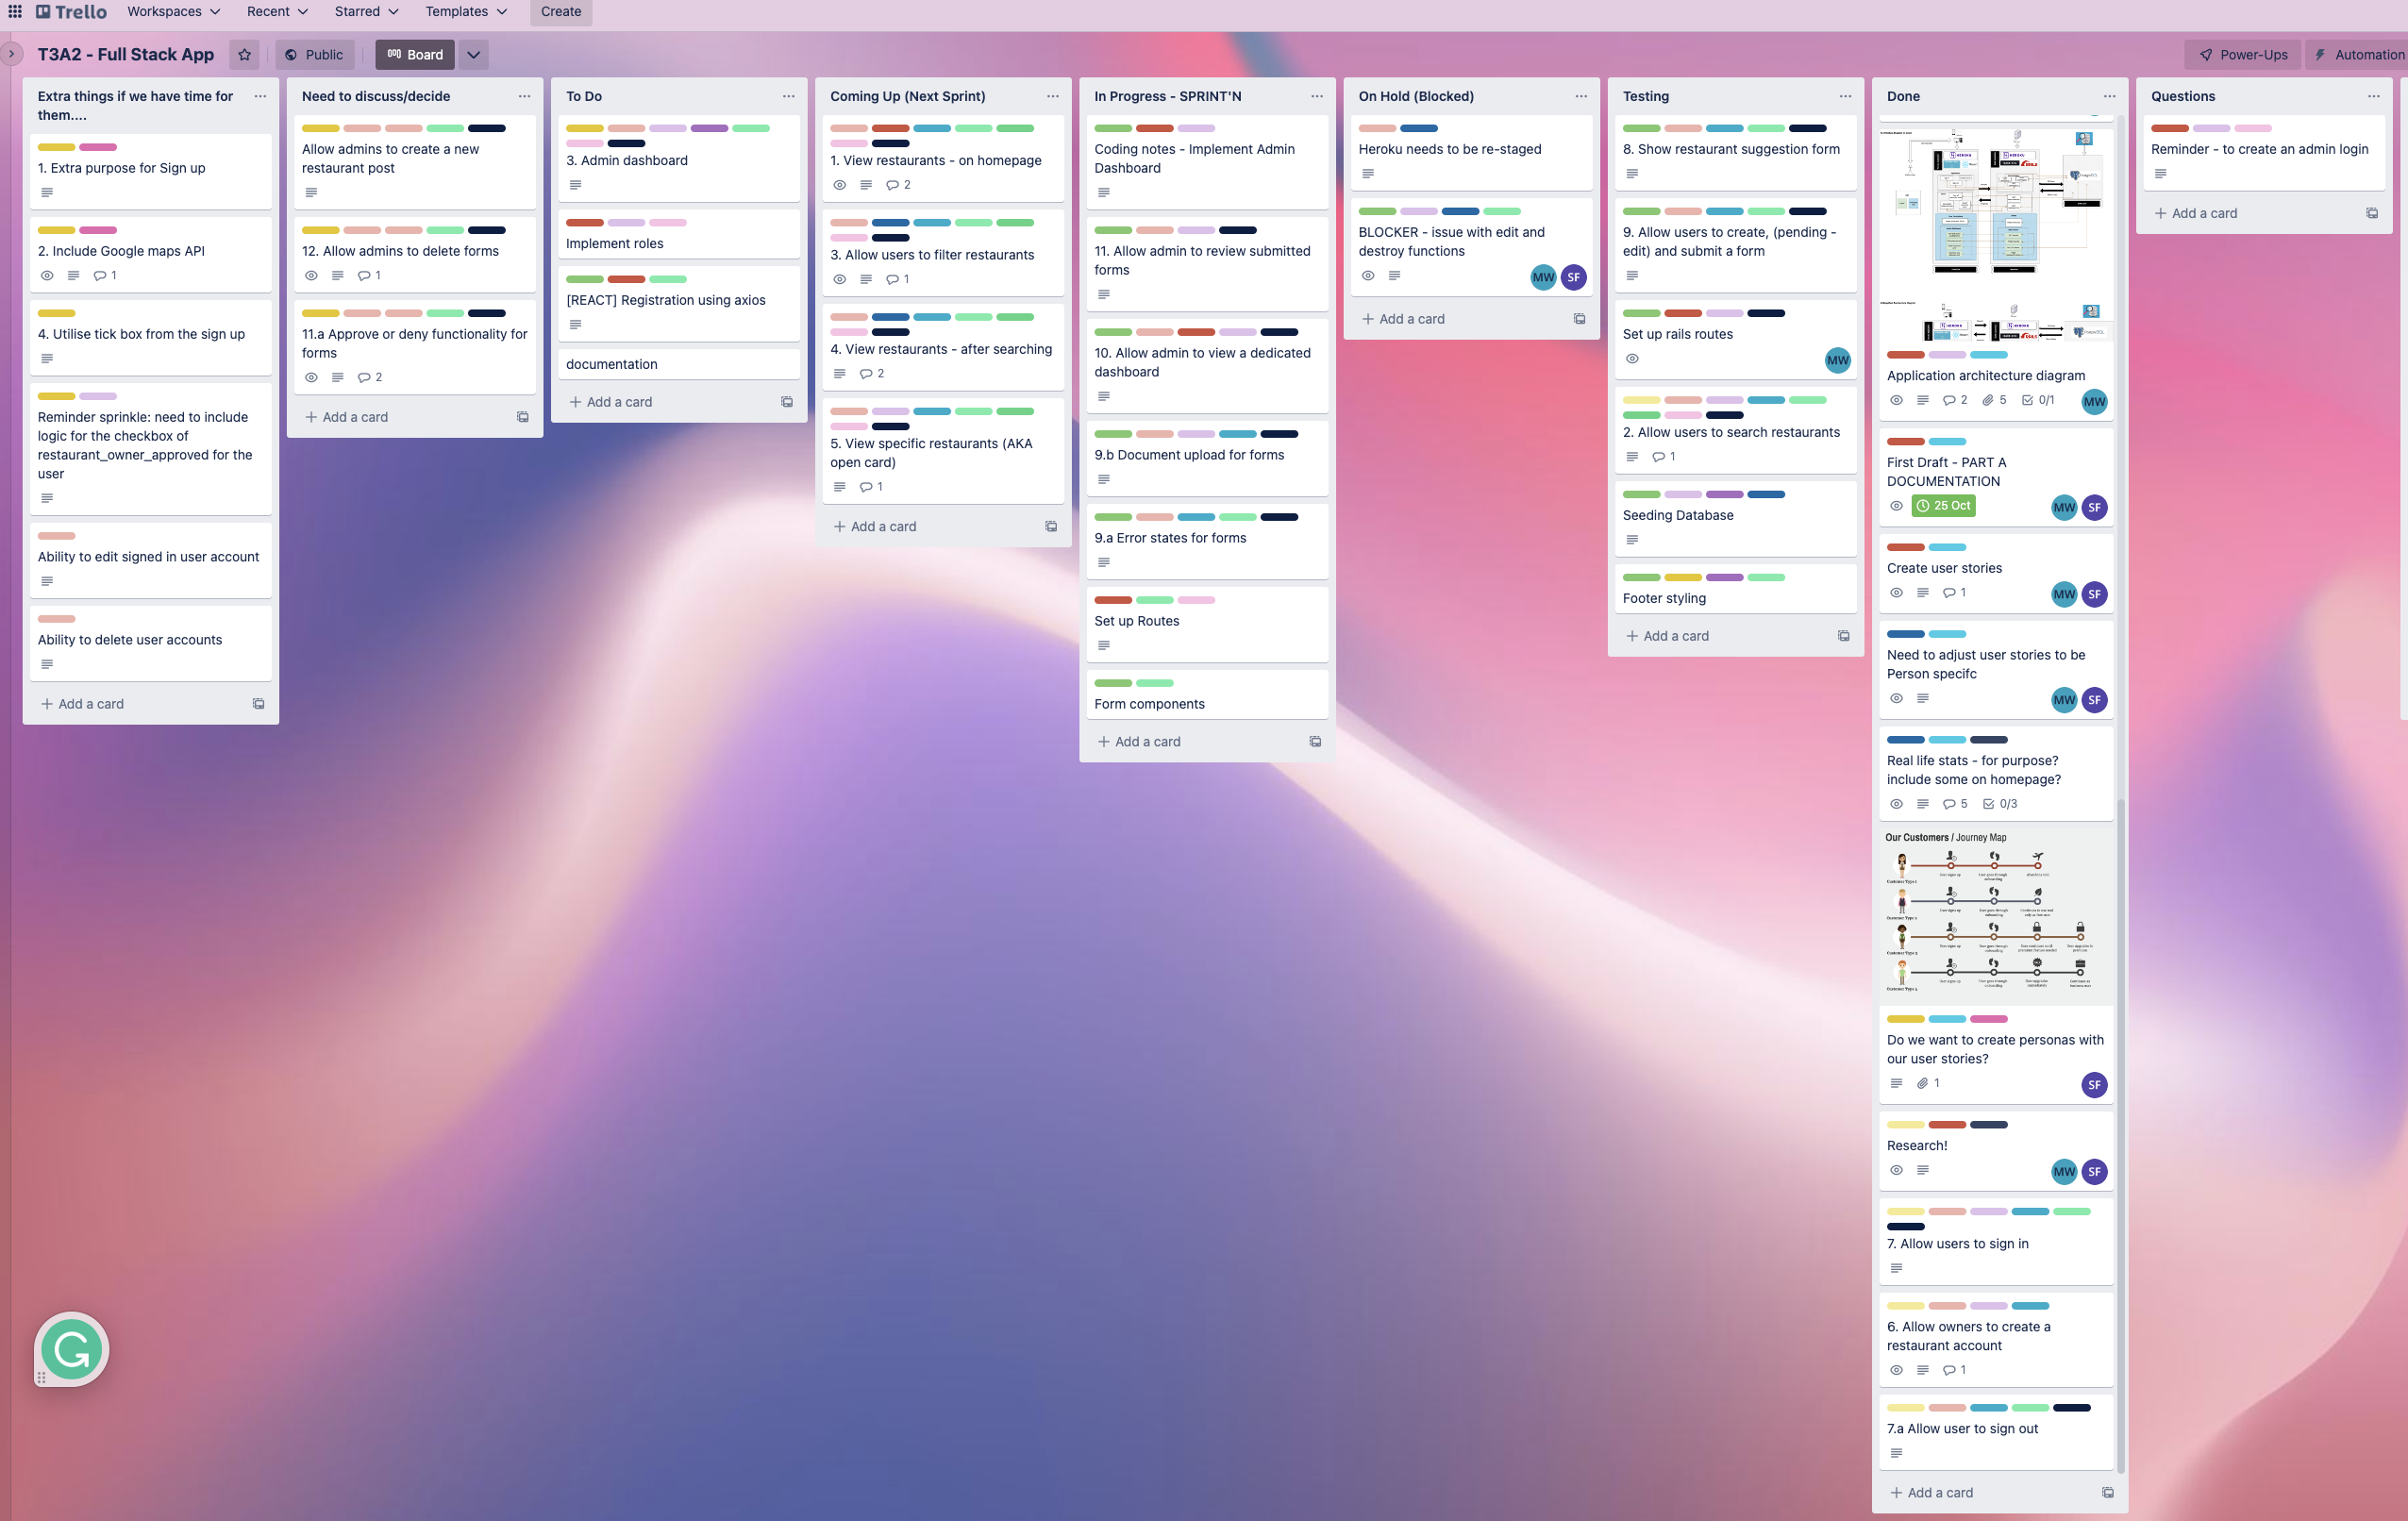 Trello
Workspaces
Recent
Starred
Templates
Create
T3A2 - Full Stack App
Public
Board
Power-Ups
Automation
Extra things if we have time for
them....
1. Extra purpose for Sign up
2. Include Google maps API
1
4. Utilise tick box from the sign up
Reminder sprinkle: need to include
logic for the checkbox of
restaurant_owner_approved for the
user
Ability to edit signed in user account
Ability to delete user accounts
Add a card
Need to discuss/decide
Allow admins to create a new
restaurant post
12. Allow admins to delete forms
1
11.a Approve or deny functionality for
forms
2
Add a card
To Do
3. Admin dashboard
Implement roles
[REACT] Registration using axios
documentation
Add a card
Coming Up (Next Sprint)
1. View restaurants - on homepage
2
3. Allow users to filter restaurants
1
4. View restaurants - after searching
2
5. View specific restaurants (AKA
open card)
1
Add a card
In Progress - SPRINT'N
Coding notes - Implement Admin
Dashboard
11. Allow admin to review submitted
forms
10. Allow admin to view a dedicated
dashboard
9.b Document upload for forms
9.a Error states for forms
Set up Routes
Form components
Add a card
On Hold (Blocked)
Heroku needs to be re-staged
BLOCKER - issue with edit and
destroy functions
MW SF
Add a card
Testing
8. Show restaurant suggestion form
9. Allow users to create, (pending -
edit) and submit a form
Set up rails routes
MW
2. Allow users to search restaurants
1
Seeding Database
Footer styling
Add a card
Done
Application architecture diagram
2 5 0/1 MW
First Draft - PART A
DOCUMENTATION
25 Oct MW SF
Create user stories
1 MW SF
Need to adjust user stories to be
Person specifc
MW SF
Real life stats - for purpose?
include some on homepage?
5 0/3
Our Customers / Journey Map
Do we want to create personas with
our user stories?
1 SF
Research!
MW SF
7. Allow users to sign in
6. Allow owners to create a
restaurant account
1
7.a Allow user to sign out
Add a card
Questions
Reminder - to create an admin login
Add a card